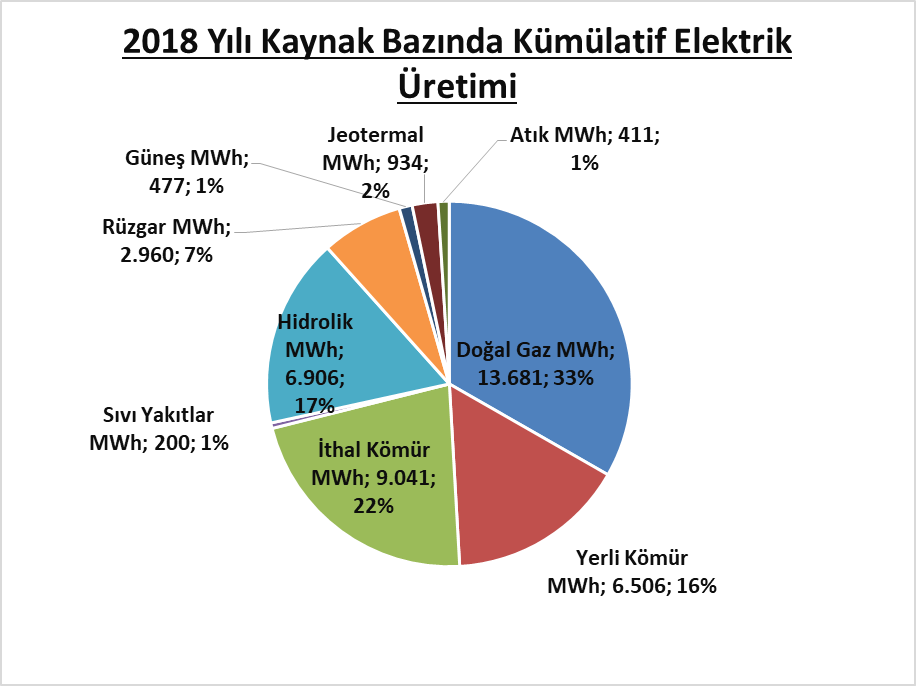 2018 Yılı Kaynak Bazında Kümülatif Elektrik
Üretimi
Jeotermal
MWh; 934;
2%
Atık MWh; 411;
1%
Güneş MWh;
477; 1%
Rüzgar MWh;
2.960; 7%
Hidrolik
MWh;
6.906;
17%
Doğal Gaz MWh;
13.681; 33%
Sıvı Yakıtlar
MWh; 200; 1%
İthal Kömür
MWh; 9.041;
22%
Yerli Kömür
MWh; 6.506; 16%